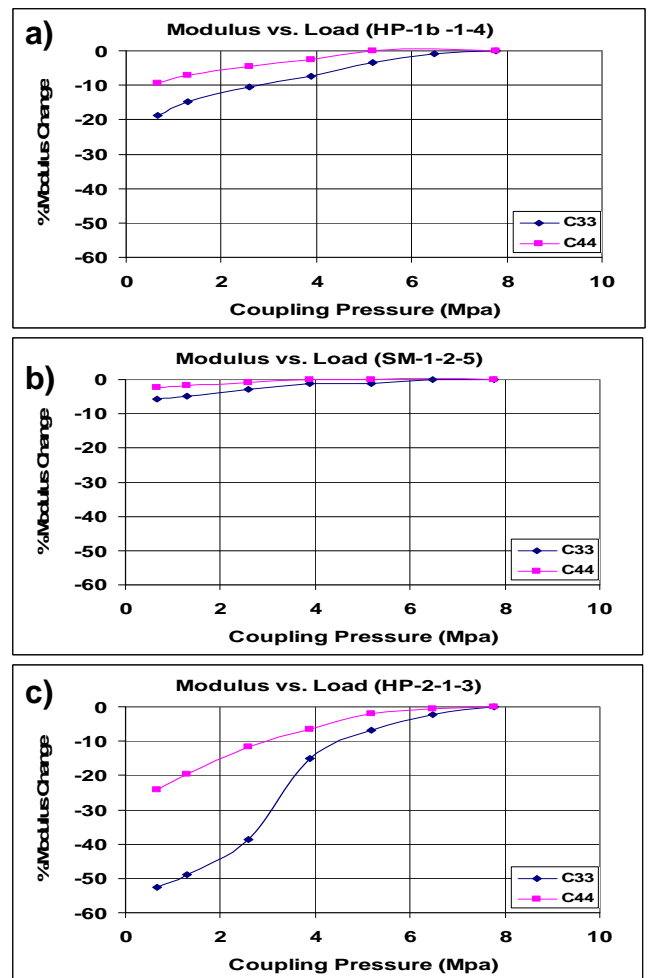 a)
Modulus vs. Load (HP-1b -1-4)
0
-10
-20
-30
-40
-50
-60
%Modulus Change
C33
C44
0 2 4 6 8 10
Coupling Pressure (Mpa)
b)
Modulus vs. Load (SM-1-2-5)
0
-10
-20
-30
-40
-50
-60
%Modulus Change
C33
C44
0 2 4 6 8 10
Coupling Pressure (Mpa)
c)
Modulus vs. Load (HP-2-1-3)
0
-10
-20
-30
-40
-50
-60
%Modulus Change
C33
C44
0 2 4 6 8 10
Coupling Pressure (Mpa)